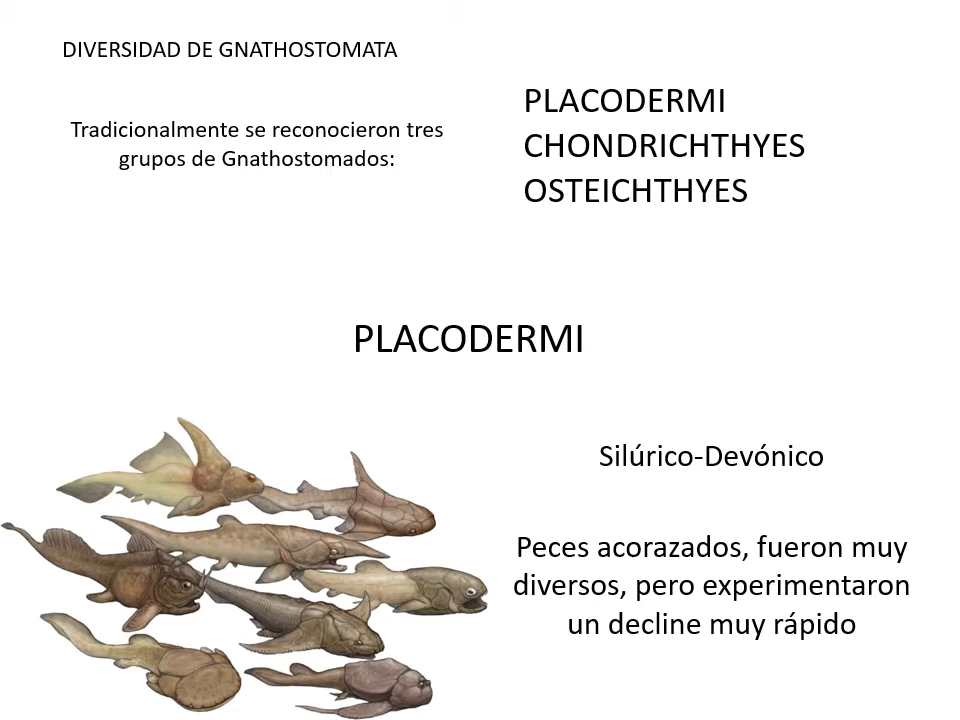 DIVERSIDAD DE GNATHOSTOMATA
Tradicionalmente se reconocieron tres
grupos de Gnathostomados:
PLACODERMI
CHONDRICHTHYES
OSTEICHTHYES
PLACODERMI
Silúrico-Devónico
Peces acorazados, fueron muy
diversos, pero experimentaron
un decline muy rápido